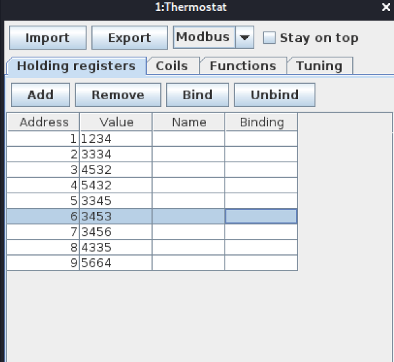 1:Thermostat
Import Export Modbus Stay on top
Holding registers Coils Functions Tuning
Add Remove Bind Unbind
Address Value Name Binding
1 1234
2 3334
3 4532
4 5432
5 3345
6 3453
7 3456
8 4335
9 5664